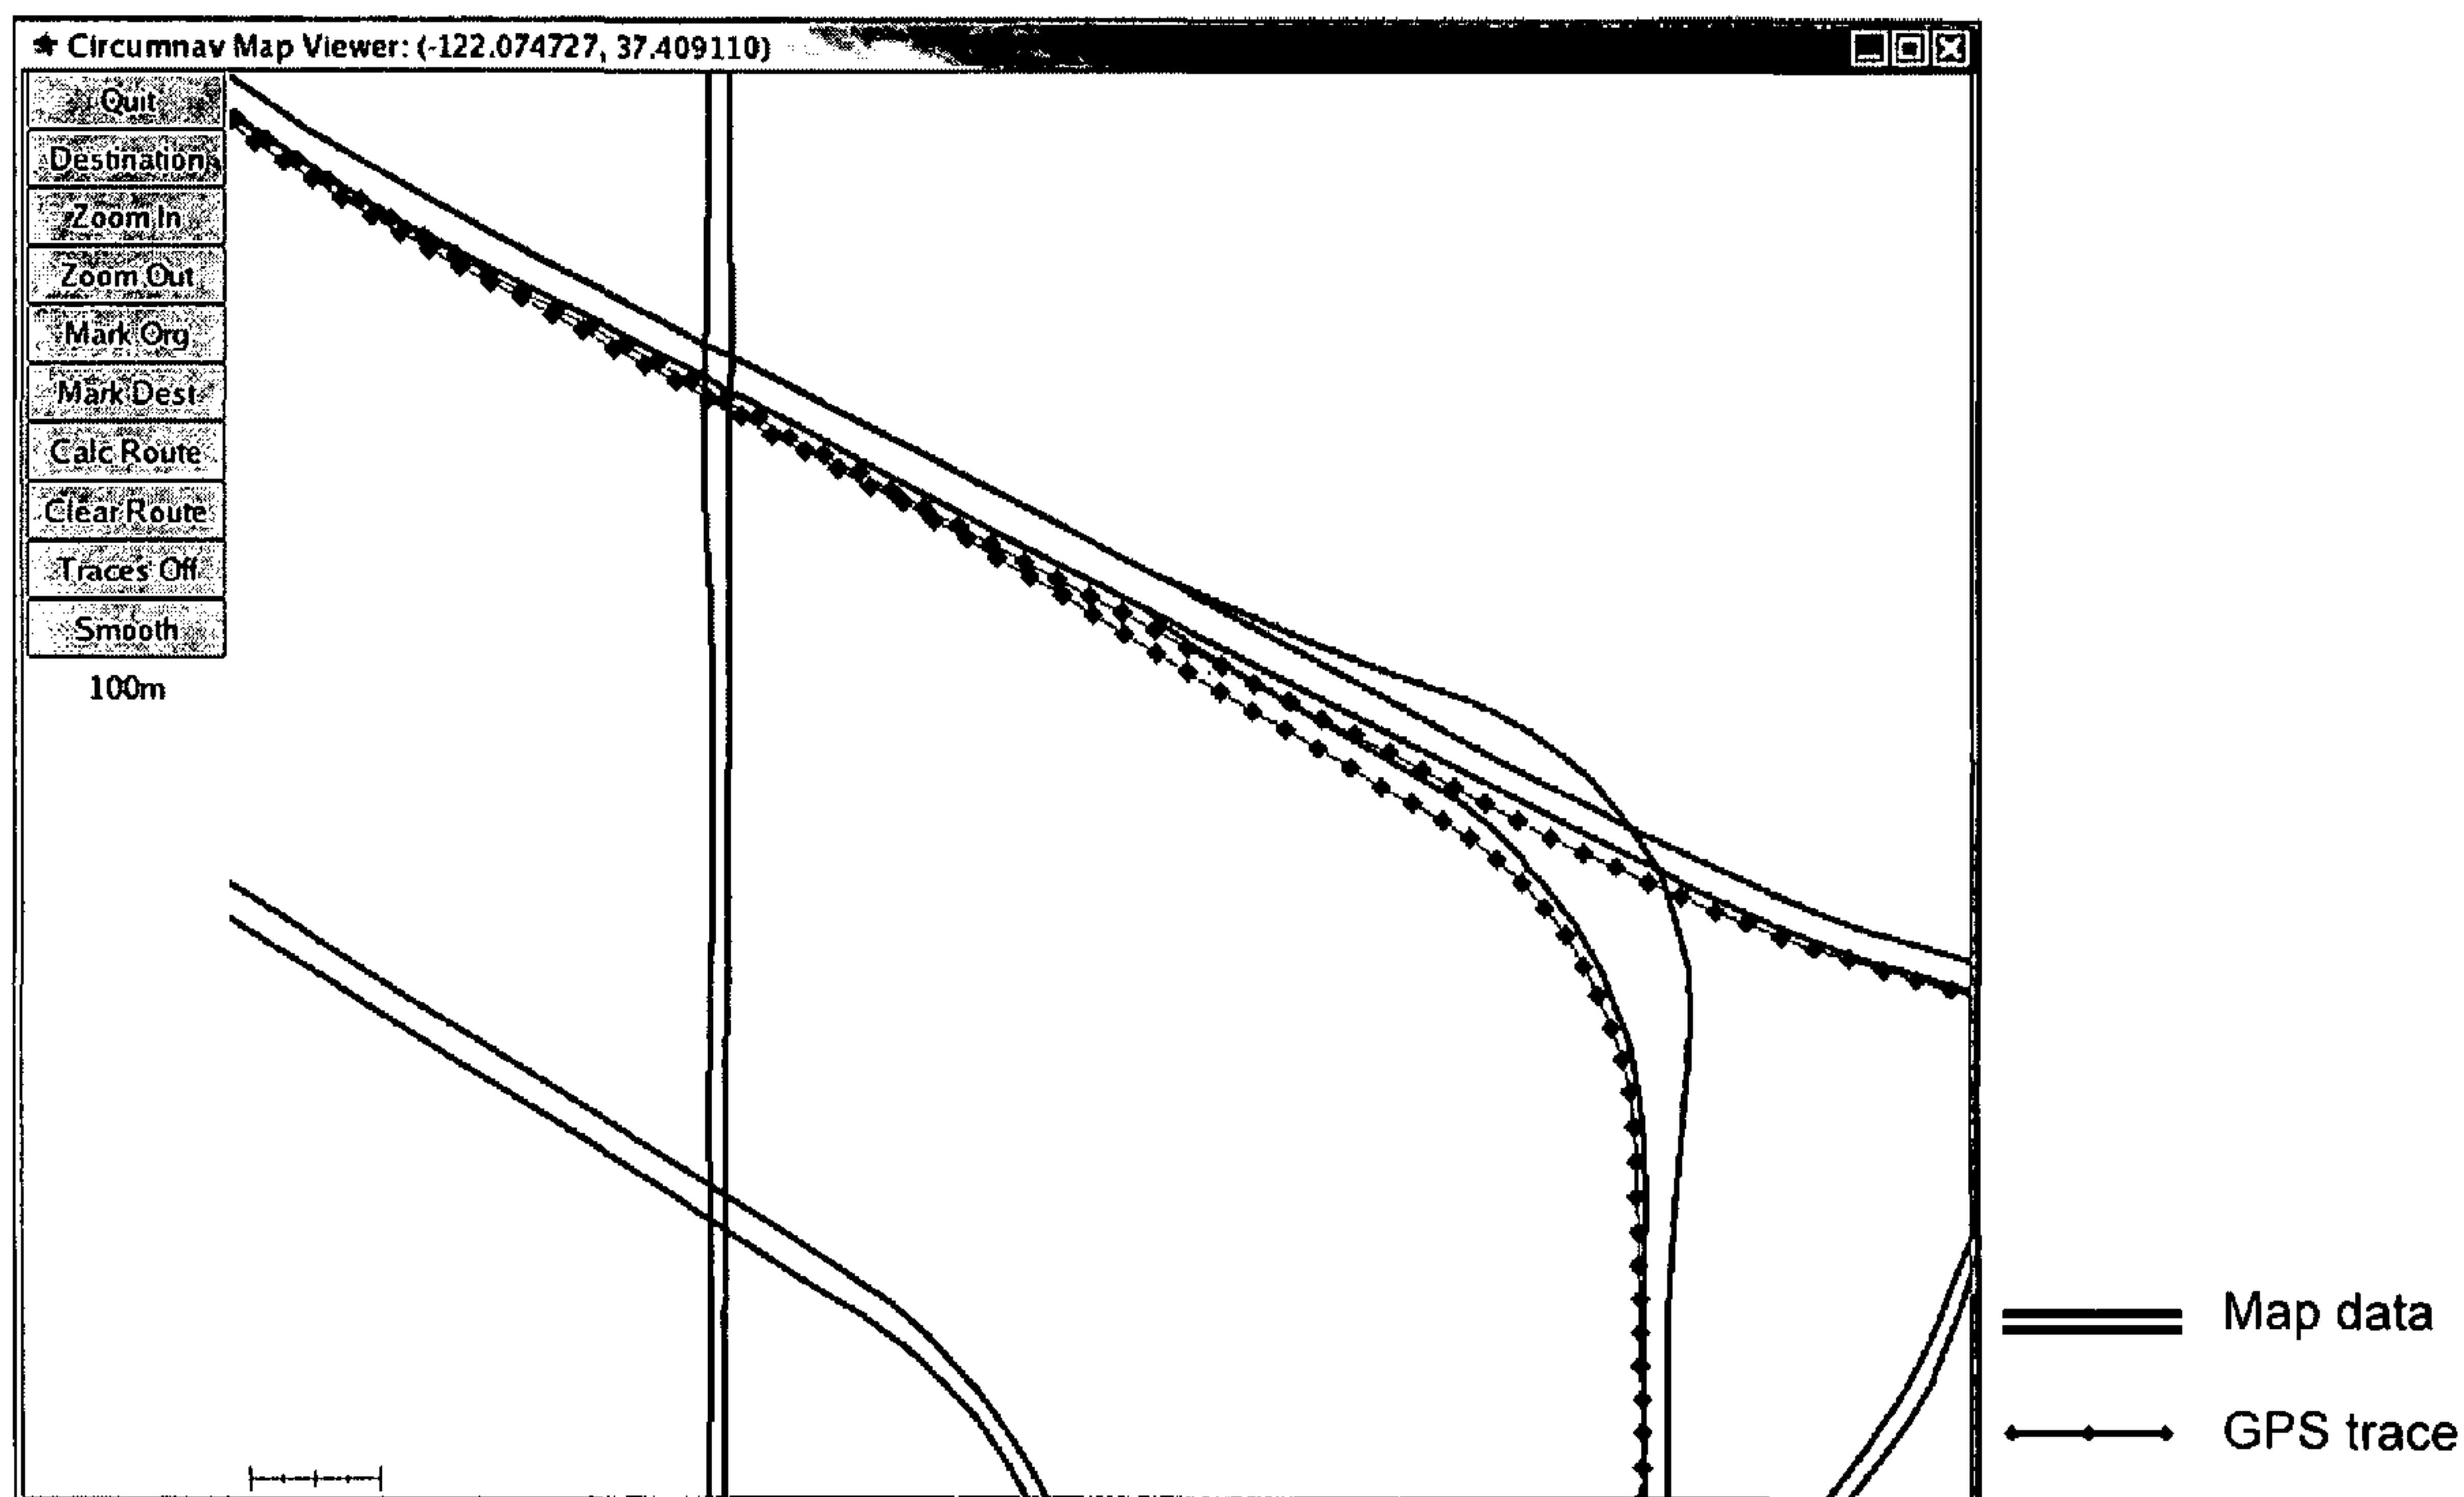 Circumnav Map Viewer: (-122.074727, 37.409110)
Quit
Destination
Zoom In
Zoom Out
Mark Org
Mark Dest
Calc Route
Clear Route
Traces Off
Smooth
100m
Map data
GPS trace